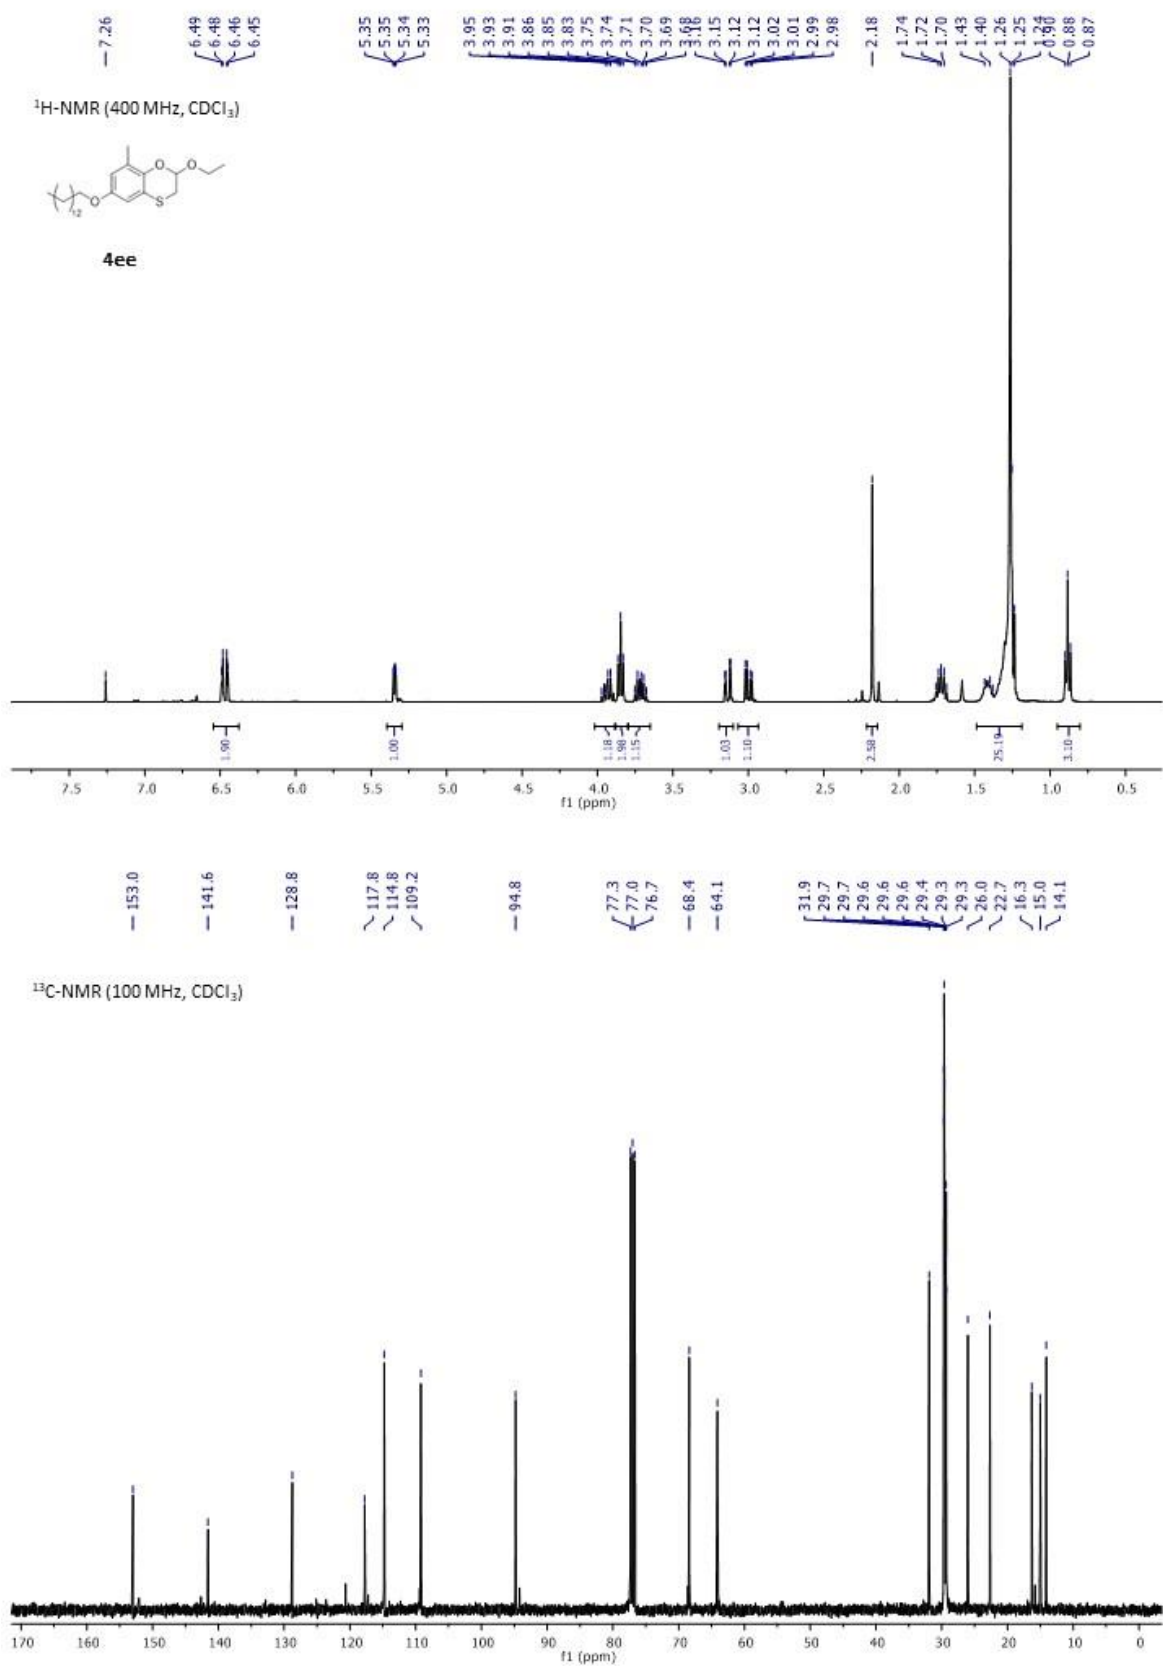 7.26 6.49 6.48 6.46 6.45 5.35 5.35 5.34 5.33 3.95 3.93 3.91 3.86 3.85 3.83 3.75 3.74 3.71 3.70 3.69 3.68 3.16 3.15 3.12 3.12 3.02 3.01 2.99 2.98 2.18 1.74 1.72 1.70 1.43 1.40 1.26 1.25 1.24 0.90 0.88 0.87
¹H-NMR (400 MHz, CDCl₃)
O O
( )₁₂ O S
4ee
1.90 1.00 1.18 1.98 1.15 1.03 1.10 2.58 25.19 3.10
7.5 7.0 6.5 6.0 5.5 5.0 4.5 4.0 3.5 3.0 2.5 2.0 1.5 1.0 0.5
f1 (ppm)
153.0 141.6 128.8 117.8 114.8 109.2 94.8 77.3 77.0 76.7 68.4 64.1 31.9 29.7 29.7 29.6 29.6 29.6 29.4 29.3 29.3 26.0 22.7 16.3 15.0 14.1
¹³C-NMR (100 MHz, CDCl₃)
170 160 150 140 130 120 110 100 90 80 70 60 50 40 30 20 10 0
f1 (ppm)